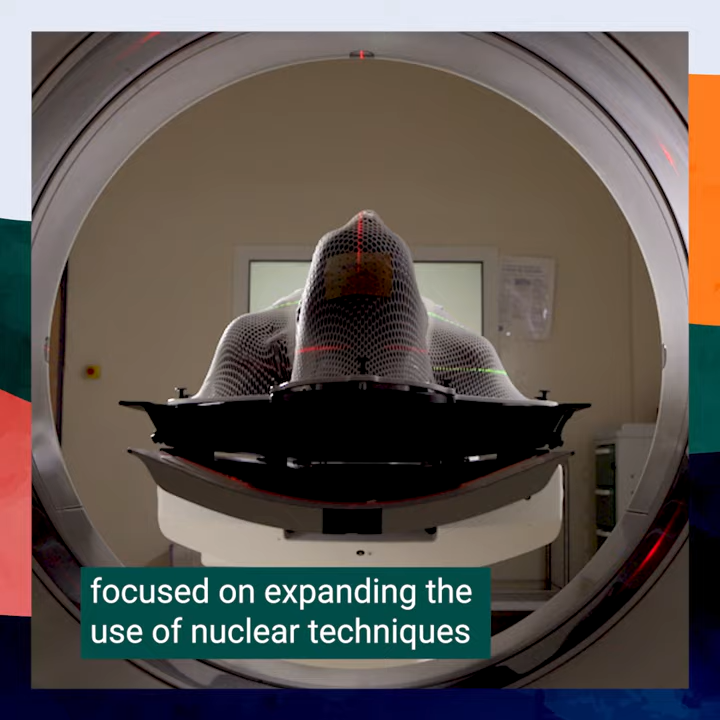 focused on expanding the
use of nuclear techniques